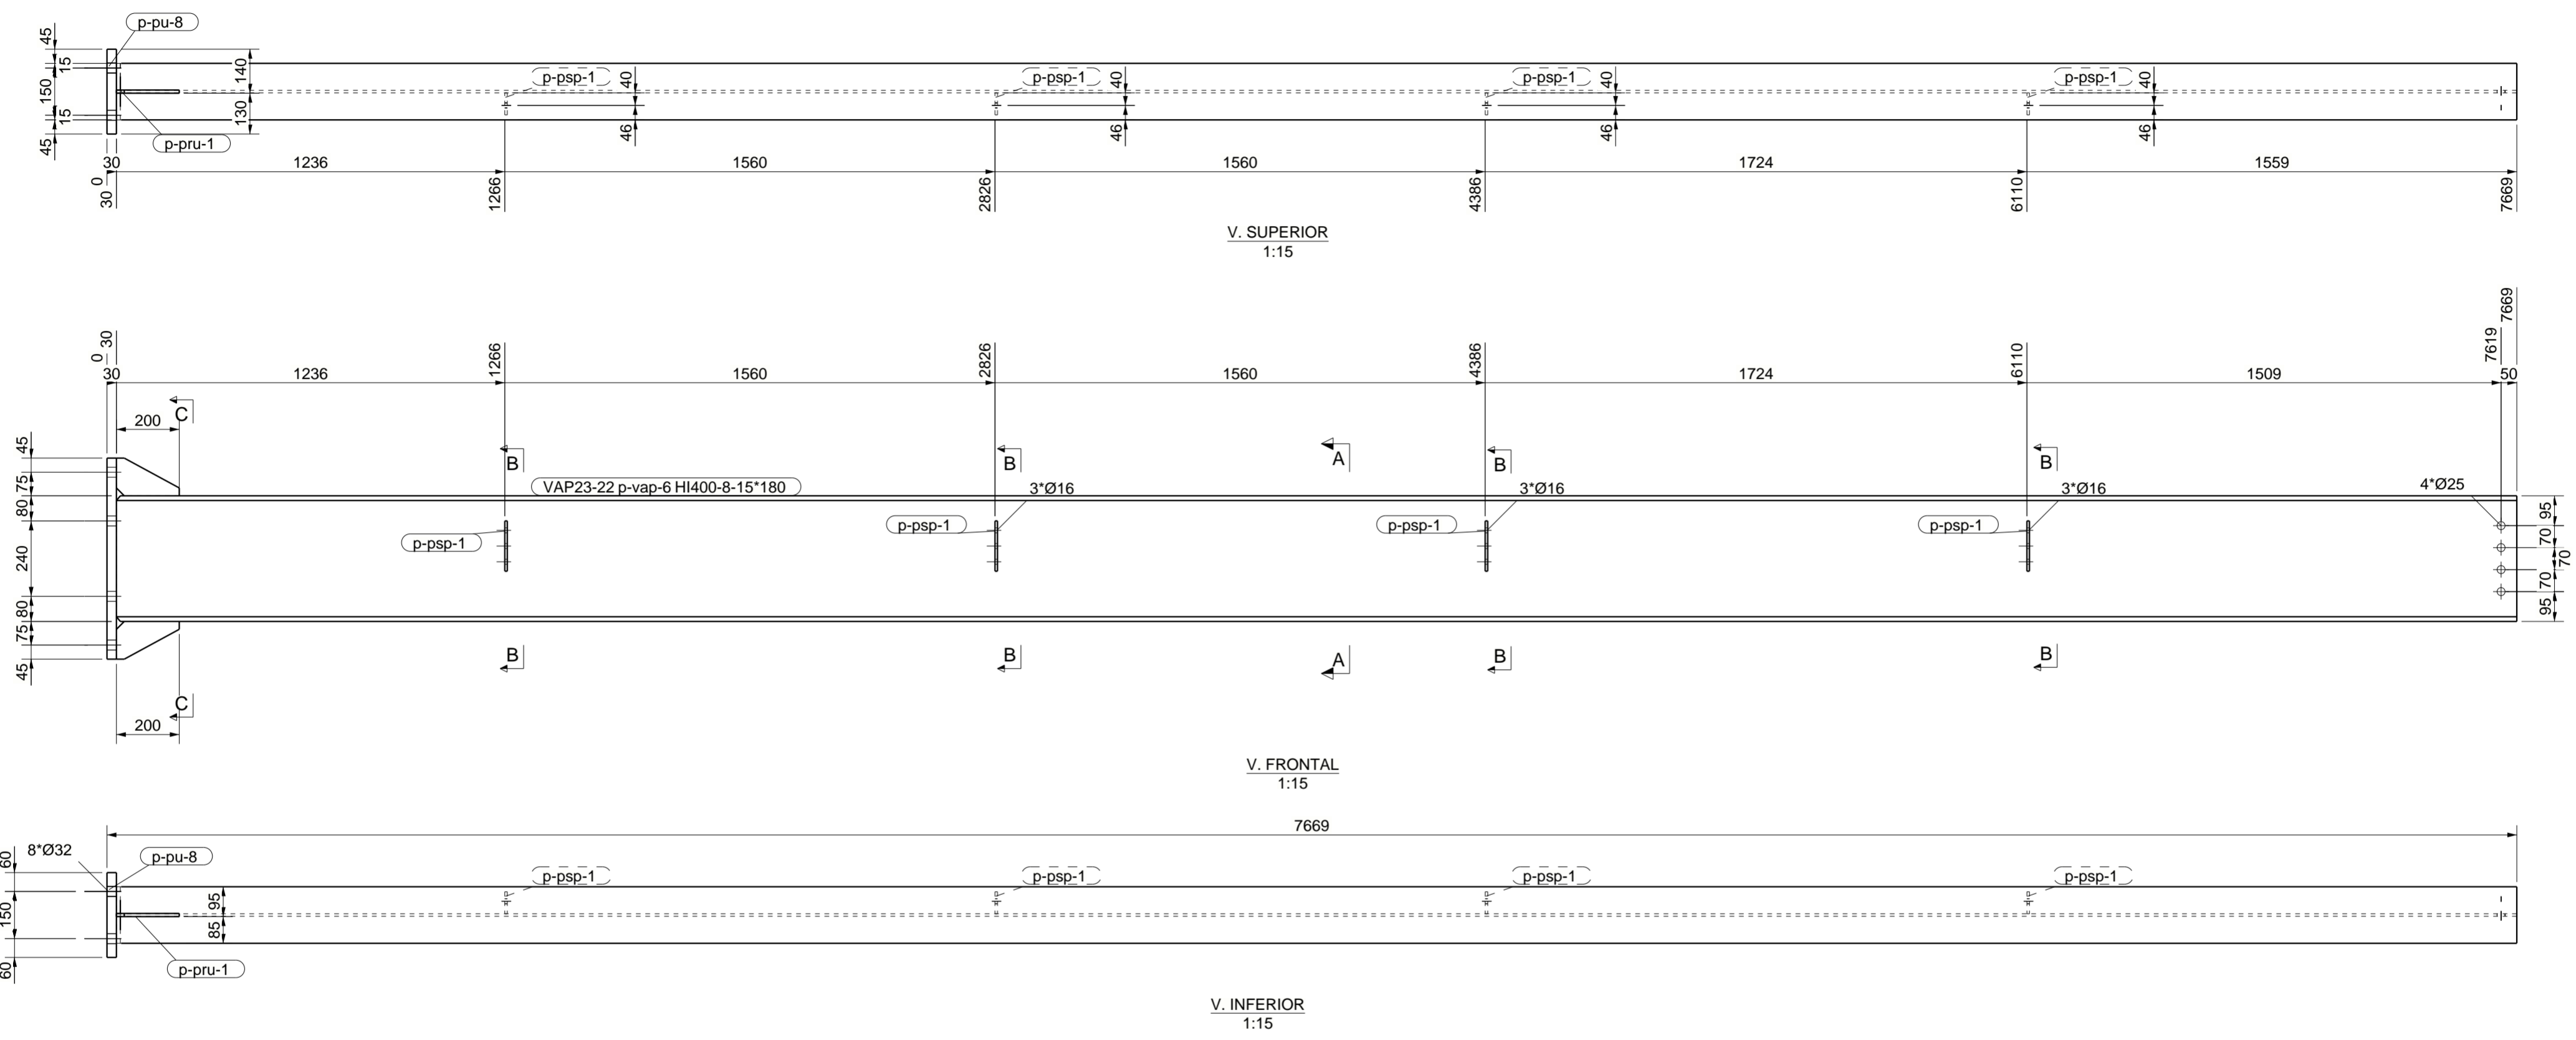 p-pu-8
45
15
150
15
45
140
130
p-pru-1
p-psp-1
40
46
p-psp-1
40
46
p-psp-1
40
46
p-psp-1
40
46
30
1236
1560
1560
1724
1559
0
30
1266
2826
4386
6110
7669
V. SUPERIOR
1:15
0
30
1266
2826
4386
6110
7619
7669
30
1236
1560
1560
1724
1509
50
200
C
B
B
A
B
B
45
75
80
240
80
75
45
VAP23-22 p-vap-6 HI400-8-15*180
3*Ø16
3*Ø16
3*Ø16
4*Ø25
p-psp-1
p-psp-1
p-psp-1
p-psp-1
95
70
70
70
95
B
B
A
B
B
C
200
V. FRONTAL
1:15
7669
8*Ø32
p-pu-8
60
150
60
95
85
p-psp-1
p-psp-1
p-psp-1
p-psp-1
p-pru-1
V. INFERIOR
1:15